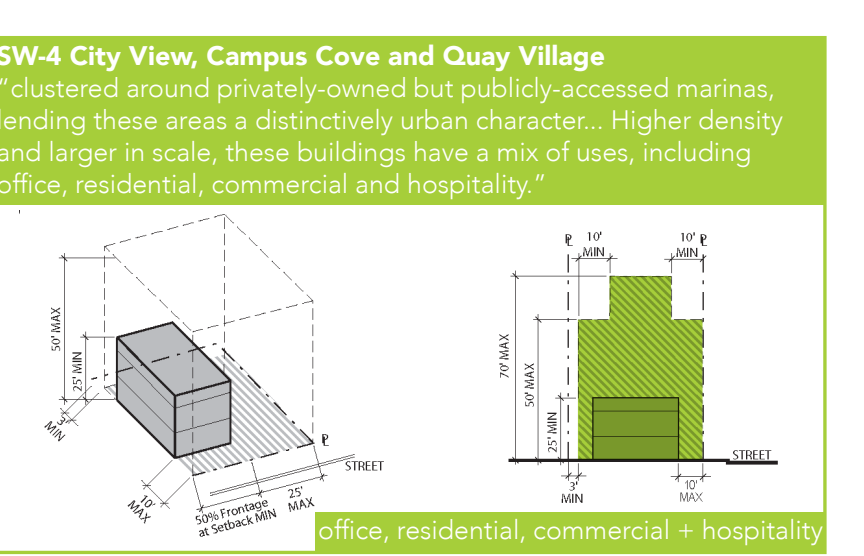 SW-4 City View, Campus Cove and Quay Village
"clustered around privately-owned but publicly-accessed marinas,
lending these areas a distinctively urban character... Higher density
and larger in scale, these buildings have a mix of uses, including
office, residential, commercial and hospitality."
50' MAX
25' MIN
3'
MIN
10'
MAX
50% Frontage
at Setback MIN
25'
MAX
PL
STREET
PL
10'
MIN
10'
MIN
PL
70' MAX
50' MAX
25' MIN
3'
MIN
10'
MAX
STREET
office, residential, commercial + hospitality